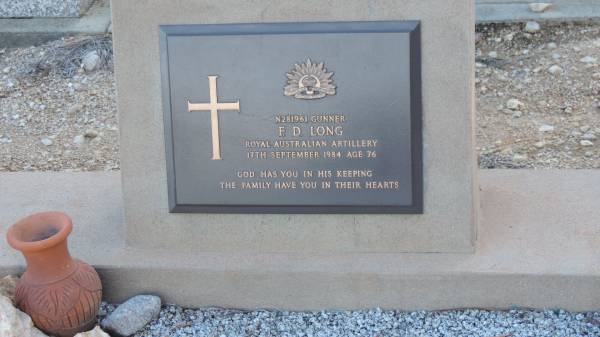 N281961 GUNNER
F. D. LONG
ROYAL AUSTRALIAN ARTILLERY
17TH SEPTEMBER 1984 AGE 76
GOD HAS YOU IN HIS KEEPING
THE FAMILY HAVE YOU IN THEIR HEARTS